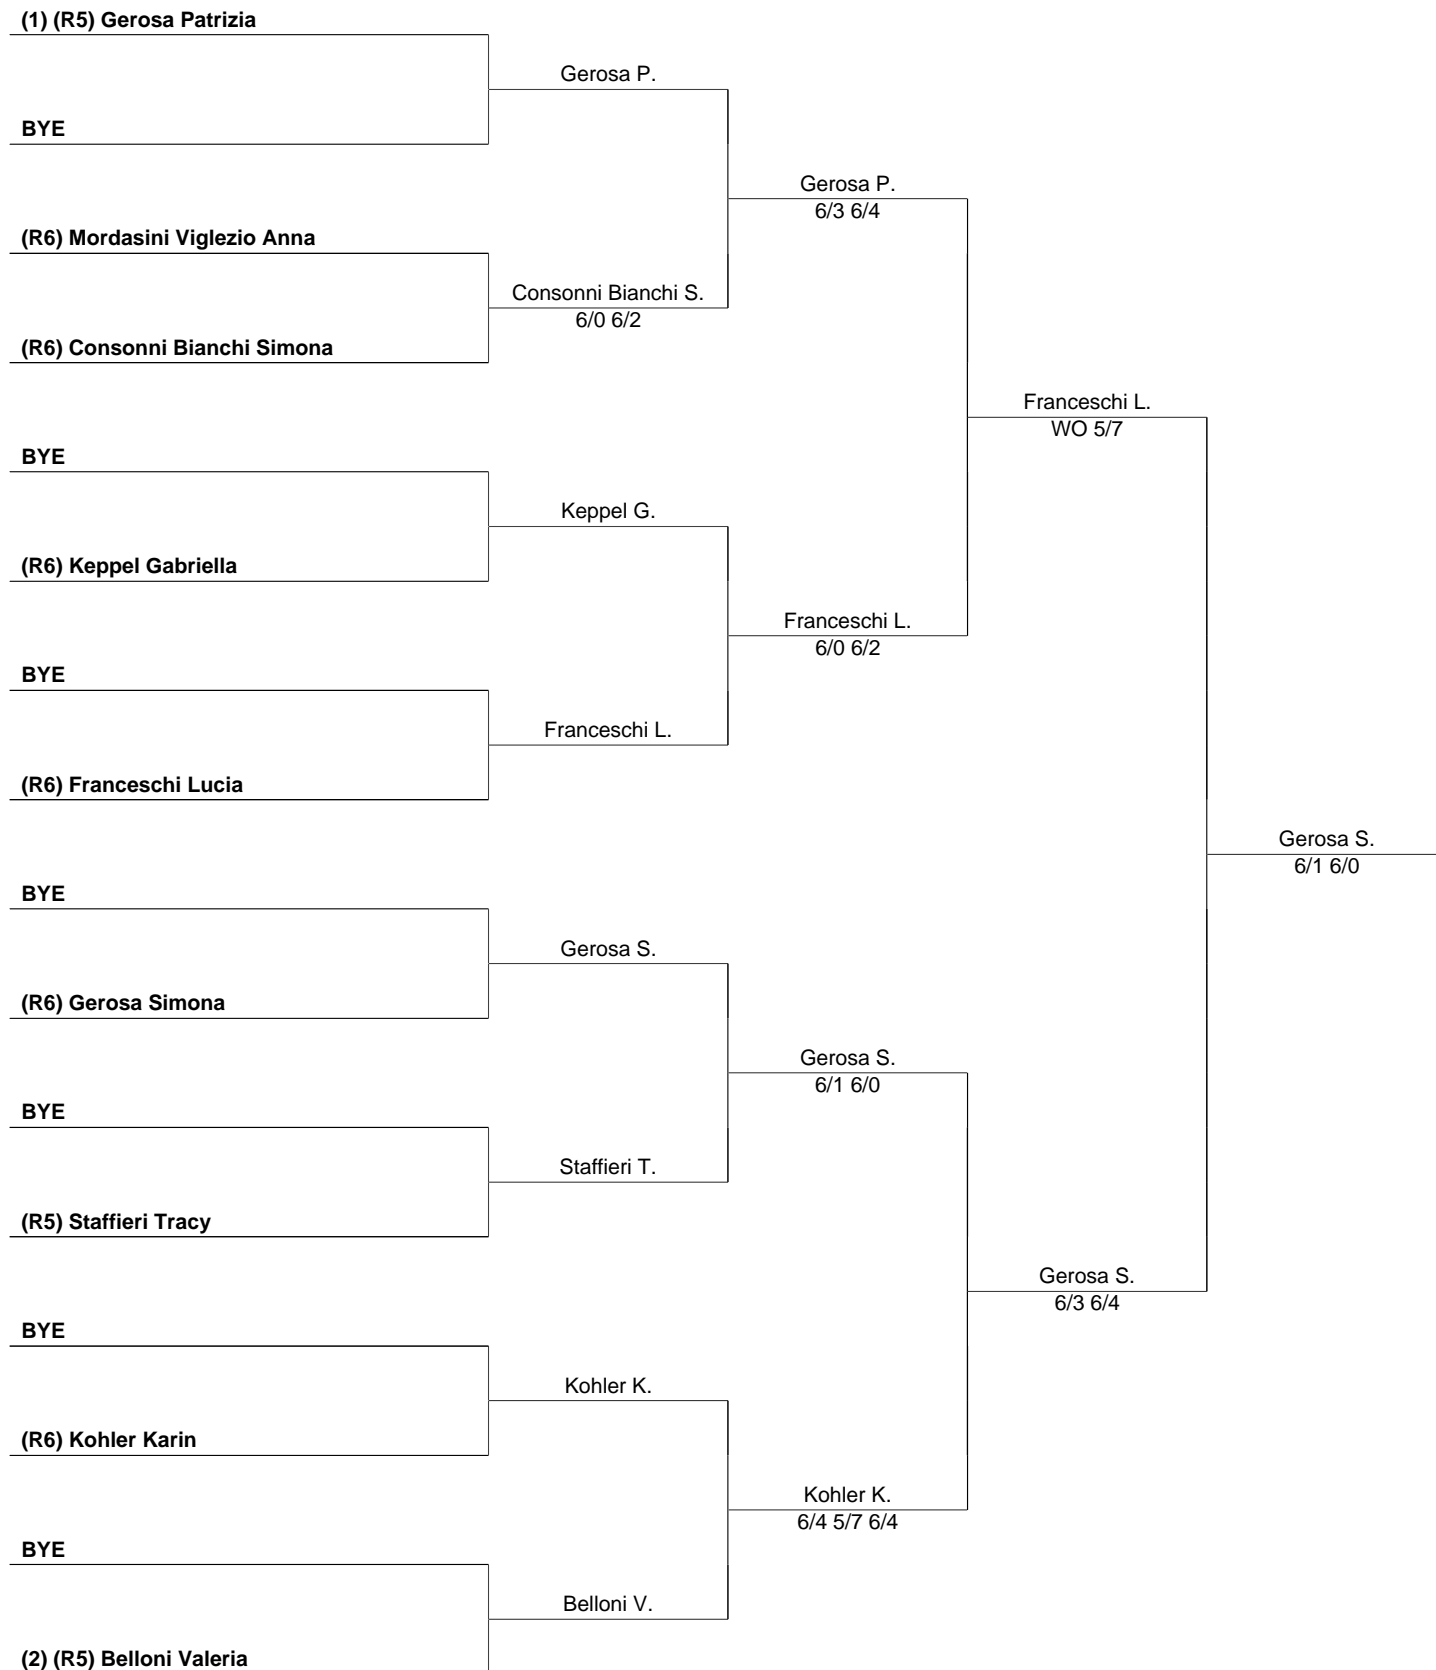 (1) (R5) Gerosa Patrizia
Gerosa P.
BYE
Gerosa P.
6/3 6/4
(R6) Mordasini Viglezio Anna
Consonni Bianchi S.
6/0 6/2
(R6) Consonni Bianchi Simona
Franceschi L.
WO 5/7
BYE
Keppel G.
(R6) Keppel Gabriella
Franceschi L.
6/0 6/2
BYE
Franceschi L.
(R6) Franceschi Lucia
Gerosa S.
6/1 6/0
BYE
Gerosa S.
(R6) Gerosa Simona
Gerosa S.
6/1 6/0
BYE
Staffieri T.
(R5) Staffieri Tracy
Gerosa S.
6/3 6/4
BYE
Kohler K.
(R6) Kohler Karin
Kohler K.
6/4 5/7 6/4
BYE
Belloni V.
(2) (R5) Belloni Valeria